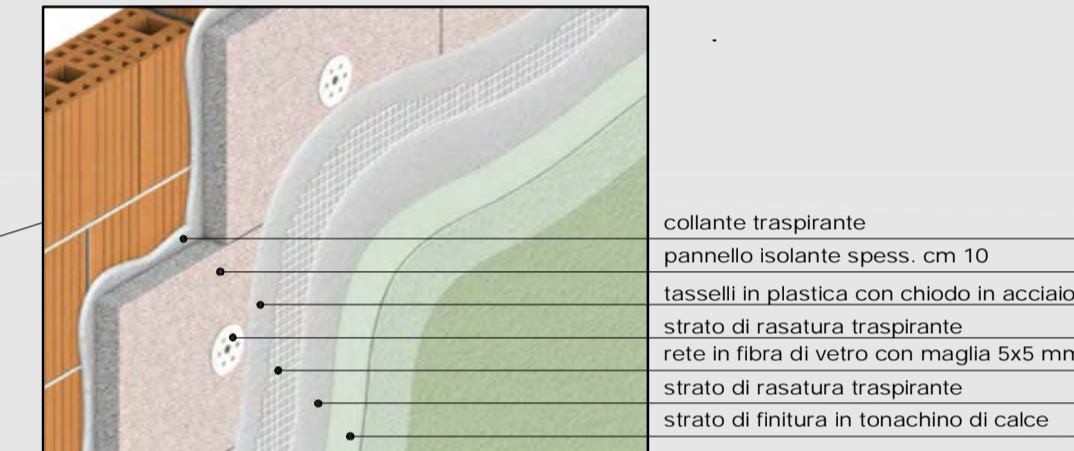 collante traspirante
pannello isolante spess. cm 10
tasselli in plastica con chiodo in acciaio
strato di rasatura traspirante
rete in fibra di vetro con maglia 5x5 mm
strato di rasatura traspirante
strato di finitura in tonachino di calce